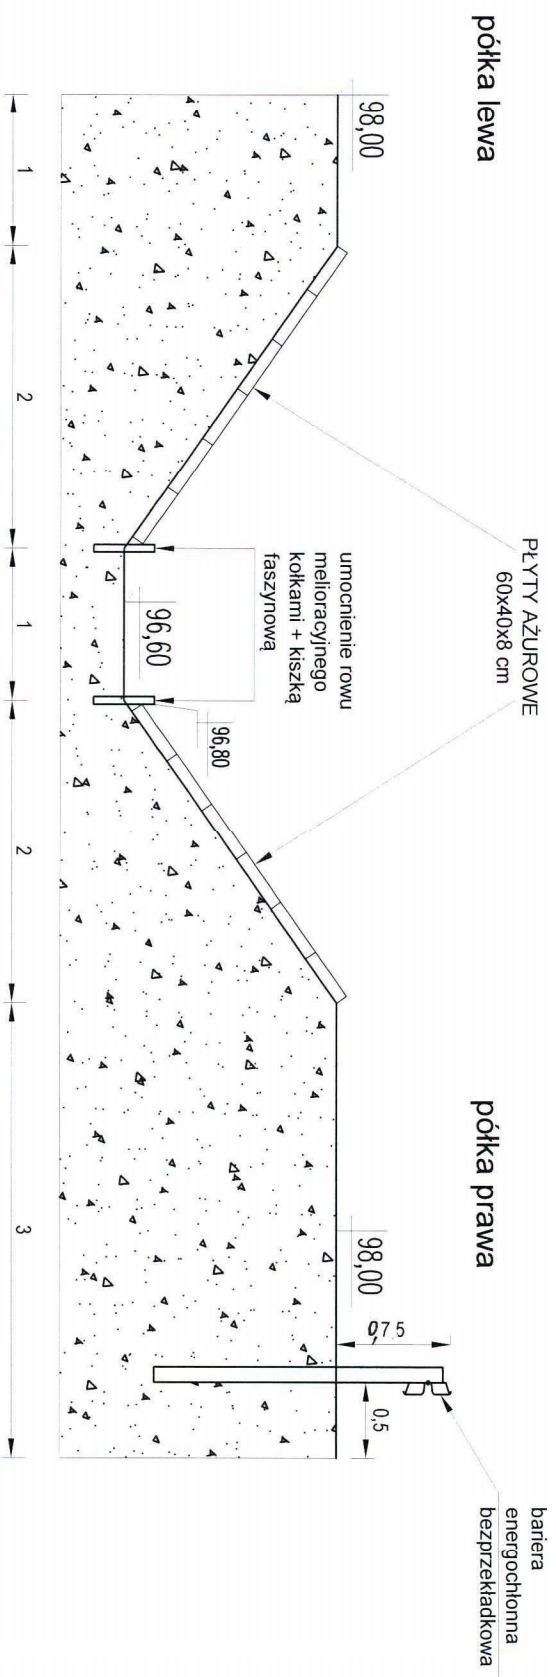 półka lewa
półka prawa
PŁYTY AŻUROWE
60x40x8 cm
bariera
energochłonna
bezprzekładkowa
98,00
umocnienie rowu
melioracyjnego
kołkami + kiszką
faszynową
96,60
96,80
98,00
0,75
0,5
1
2
1
2
3